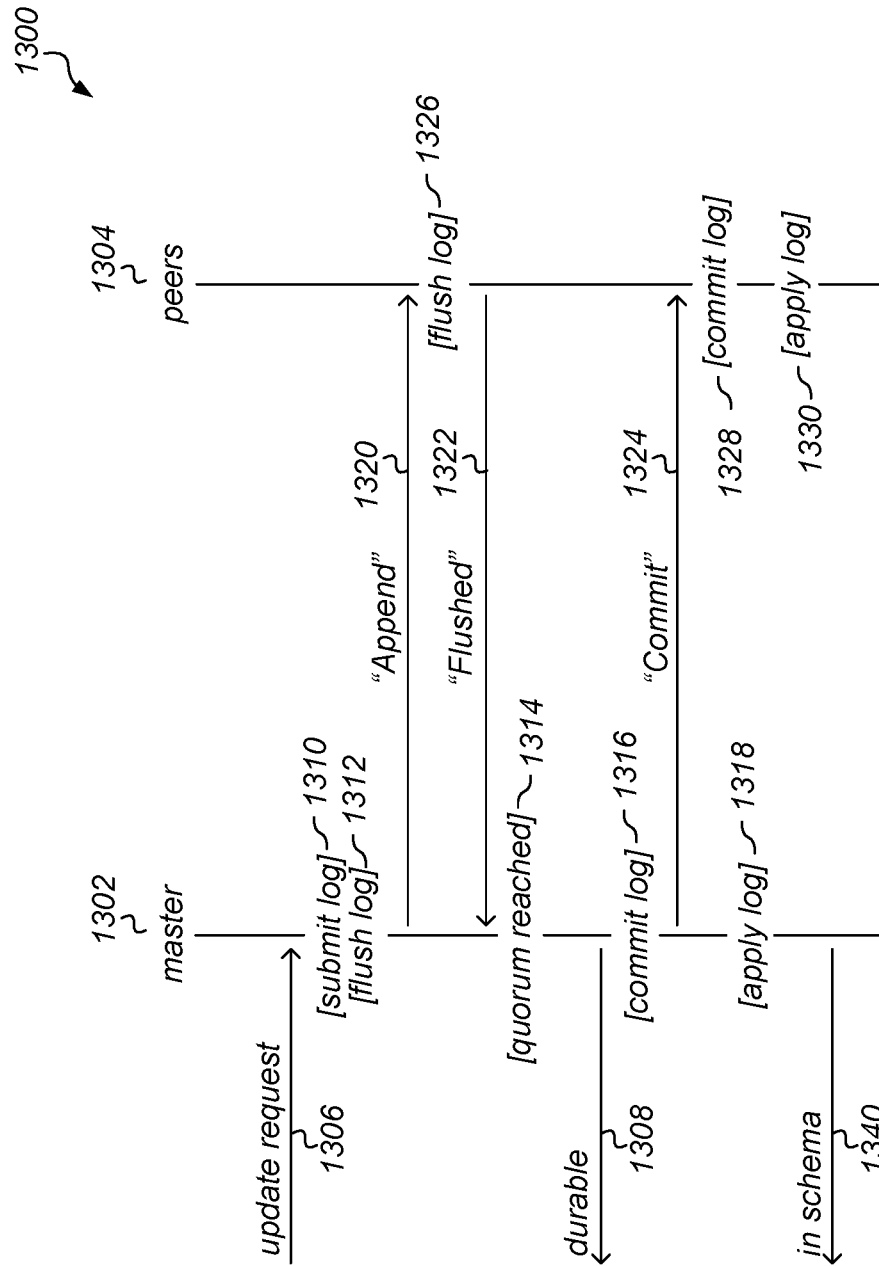 1300
1302
master
1304
peers
update request
1306
[submit log] 1310
[flush log] 1312
“Append”
1320
[flush log] 1326
“Flushed”
1322
[quorum reached] 1314
durable
1308
[commit log] 1316
“Commit”
1324
1328 [commit log]
[apply log] 1318
1330 [apply log]
in schema
1340